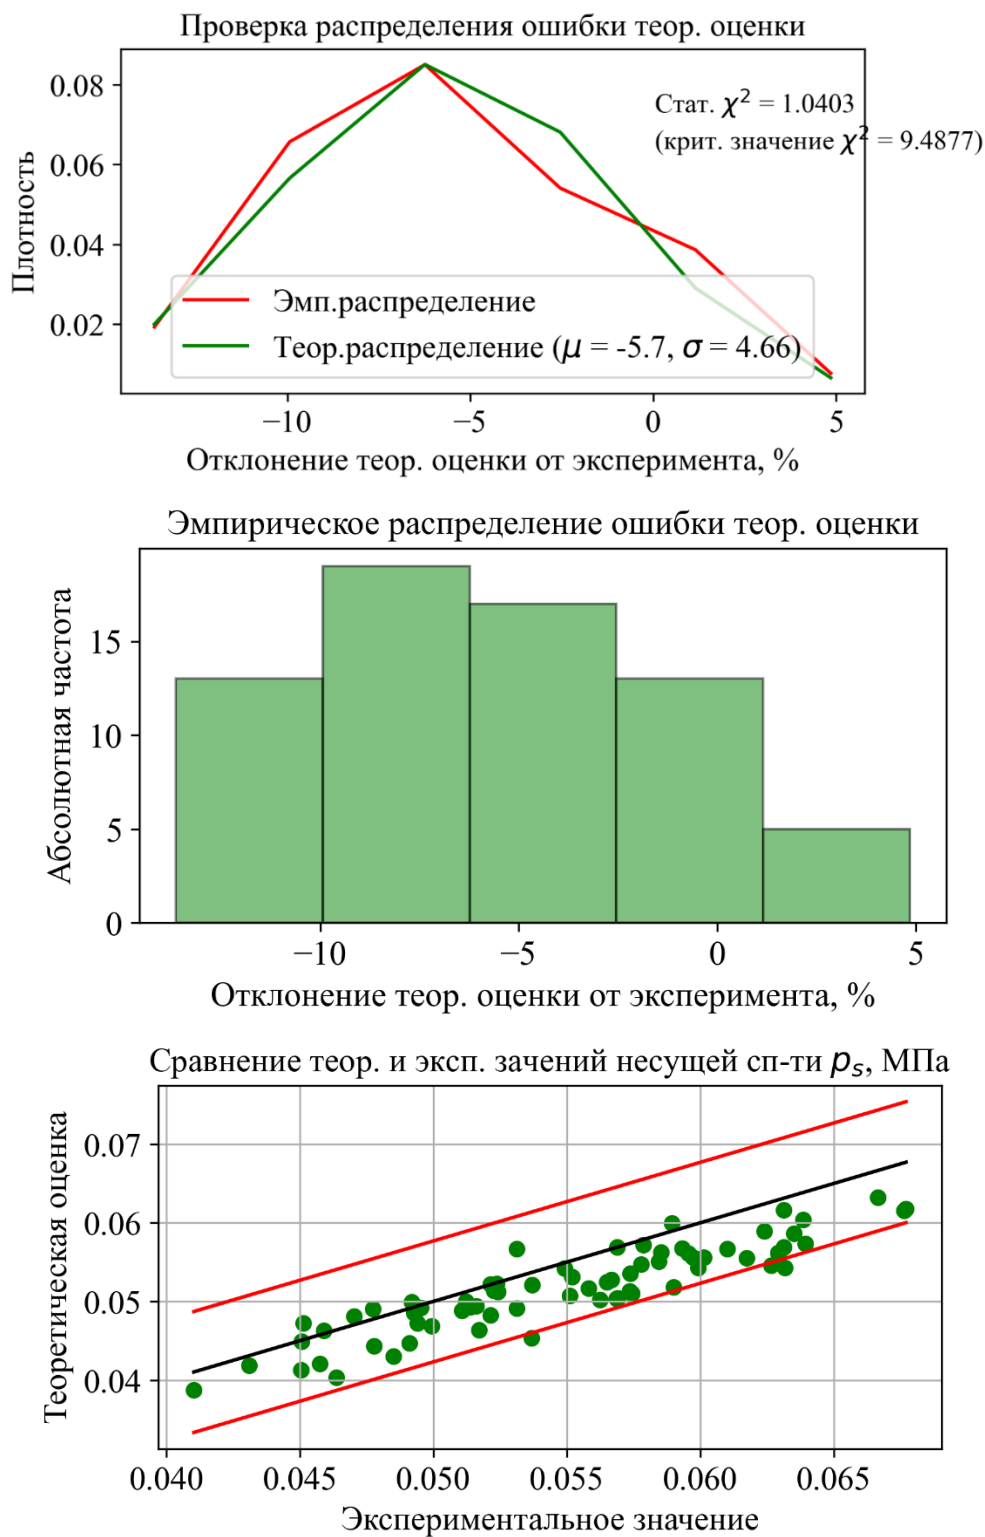 Проверка распределения ошибки теор. оценки
Плотность
0.08
0.06
0.04
0.02
Стат. χ² = 1.0403
(крит. значение χ² = 9.4877)
Эмп.распределение
Теор.распределение (μ = -5.7, σ = 4.66)
−10 −5 0 5
Отклонение теор. оценки от эксперимента, %
Эмпирическое распределение ошибки теор. оценки
Абсолютная частота
15
10
5
0
−10 −5 0 5
Отклонение теор. оценки от эксперимента, %
Сравнение теор. и эксп. зачений несущей сп-ти pₛ, МПа
Теоретическая оценка
0.07
0.06
0.05
0.04
0.040 0.045 0.050 0.055 0.060 0.065
Экспериментальное значение